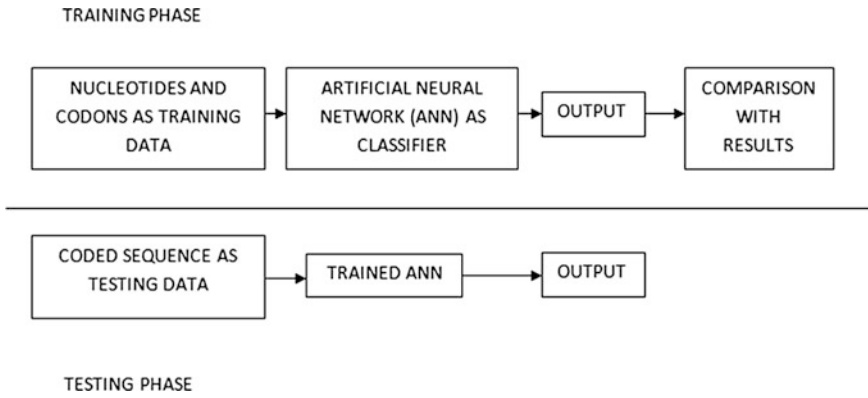 TRAINING PHASE
NUCLEOTIDES AND
CODONS AS TRAINING
DATA
ARTIFICIAL NEURAL
NETWORK (ANN) AS
CLASSIFIER
OUTPUT
COMPARISON
WITH
RESULTS
CODED SEQUENCE AS
TESTING DATA
TRAINED ANN
OUTPUT
TESTING PHASE